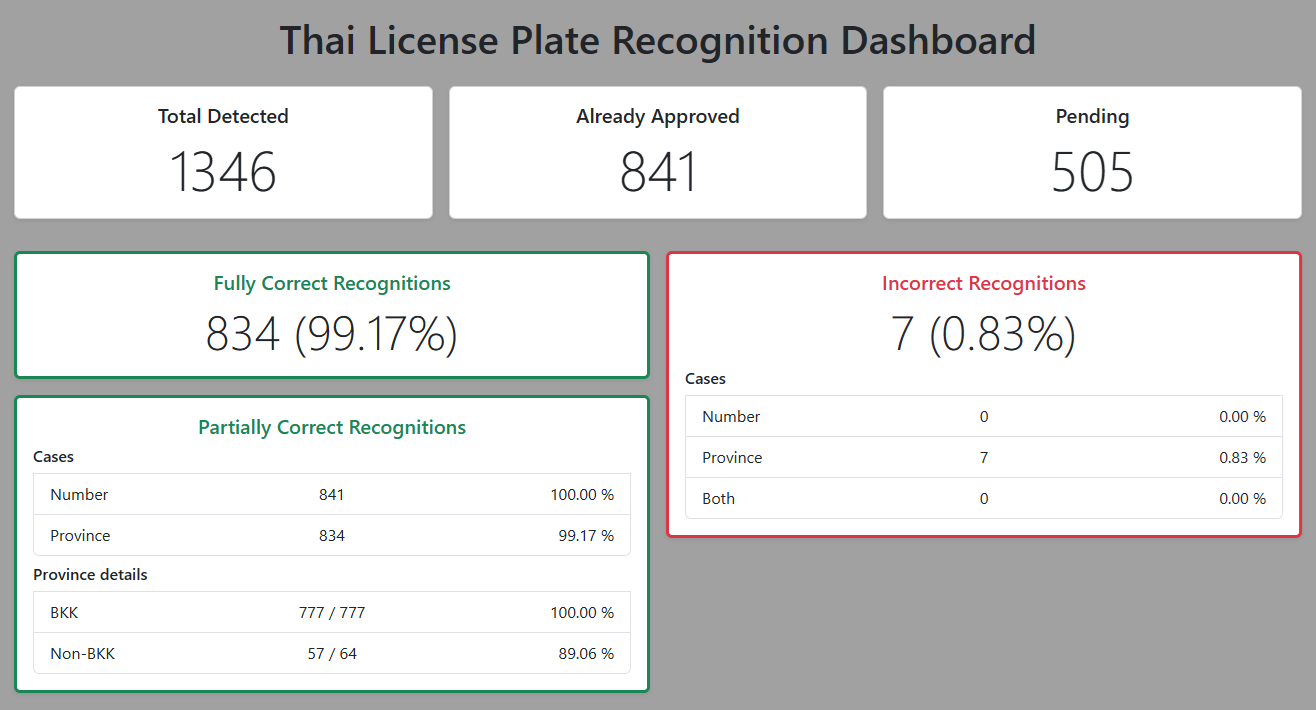 Thai License Plate Recognition Dashboard
Total Detected
1346
Already Approved
841
Pending
505
Fully Correct Recognitions
834 (99.17%)
Partially Correct Recognitions
Cases
Number 841 100.00 %
Province 834 99.17 %
Province details
BKK 777 / 777 100.00 %
Non-BKK 57 / 64 89.06 %
Incorrect Recognitions
7 (0.83%)
Cases
Number 0 0.00 %
Province 7 0.83 %
Both 0 0.00 %